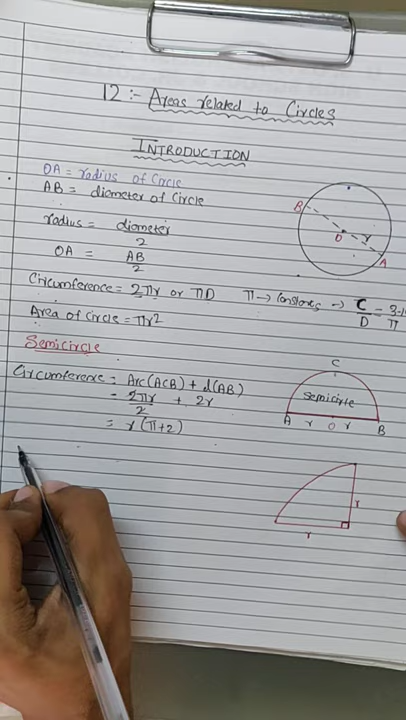 12:- Areas related to Circles
INTRODUCTION
OA = radius of Circle
AB = diameter of Circle
radius = diameter
2
OA = AB
2
B
O
r
A
Circumference = 2πr or πD
π → constant → C = 3.1
D π
Area of circle = πr2
Semicircle
Circumference = Arc(ACB) + d(AB)
= 2πr + 2r
2
= r(π+2)
C
Semicircle
A r O r B
r
r